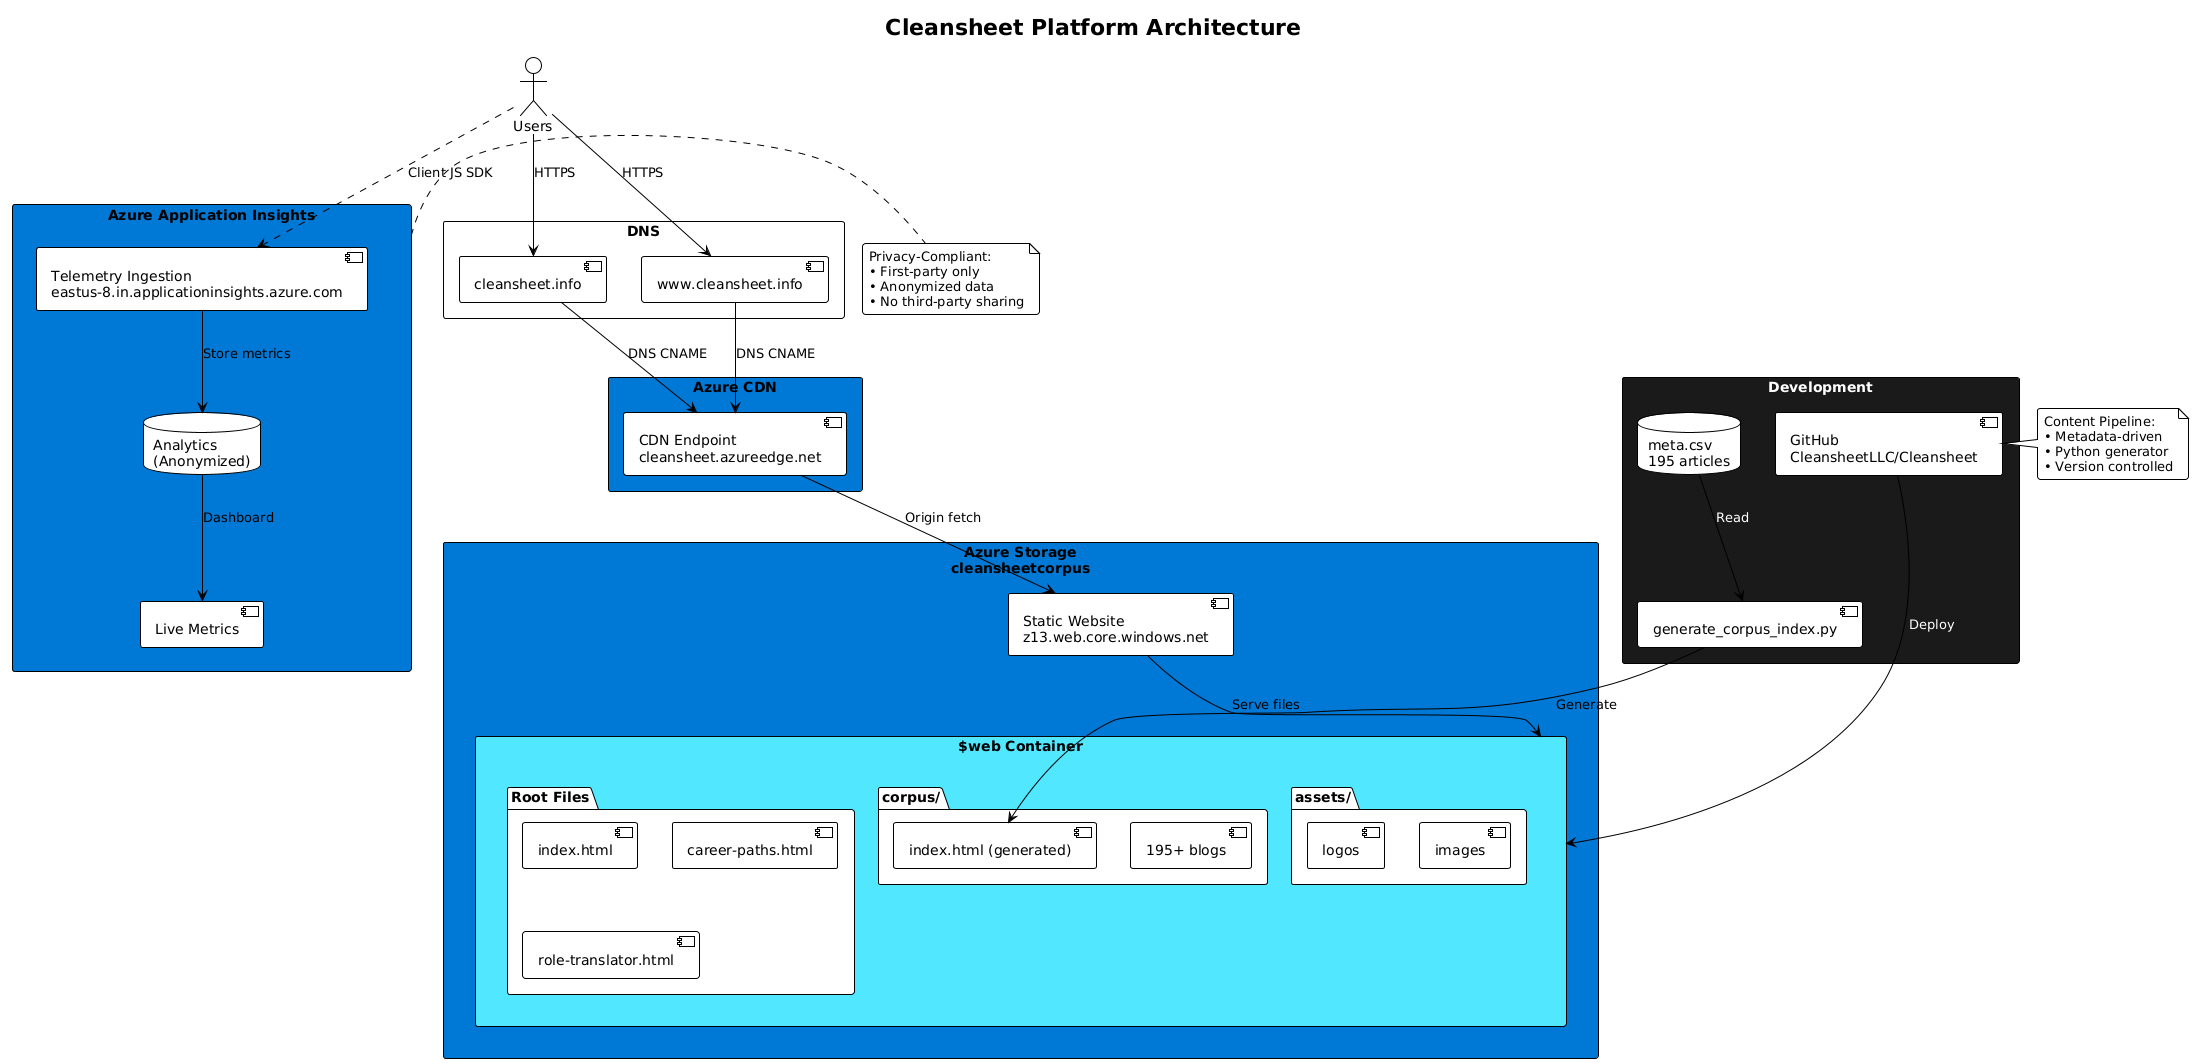 Cleansheet Platform Architecture
Users
Client JS SDK
HTTPS
HTTPS
Azure Application Insights
Telemetry Ingestion
eastus-8.in.applicationinsights.azure.com
Store metrics
Analytics
(Anonymized)
Dashboard
Live Metrics
DNS
cleansheet.info
www.cleansheet.info
Privacy-Compliant:
• First-party only
• Anonymized data
• No third-party sharing
DNS CNAME
DNS CNAME
Azure CDN
CDN Endpoint
cleansheet.azureedge.net
Origin fetch
Development
meta.csv
195 articles
GitHub
CleansheetLLC/Cleansheet
Content Pipeline:
• Metadata-driven
• Python generator
• Version controlled
Read
generate_corpus_index.py
Deploy
Generate
Azure Storage
cleansheetcorpus
Static Website
z13.web.core.windows.net
Serve files
$web Container
Root Files
index.html
career-paths.html
role-translator.html
corpus/
index.html (generated)
195+ blogs
assets/
logos
images